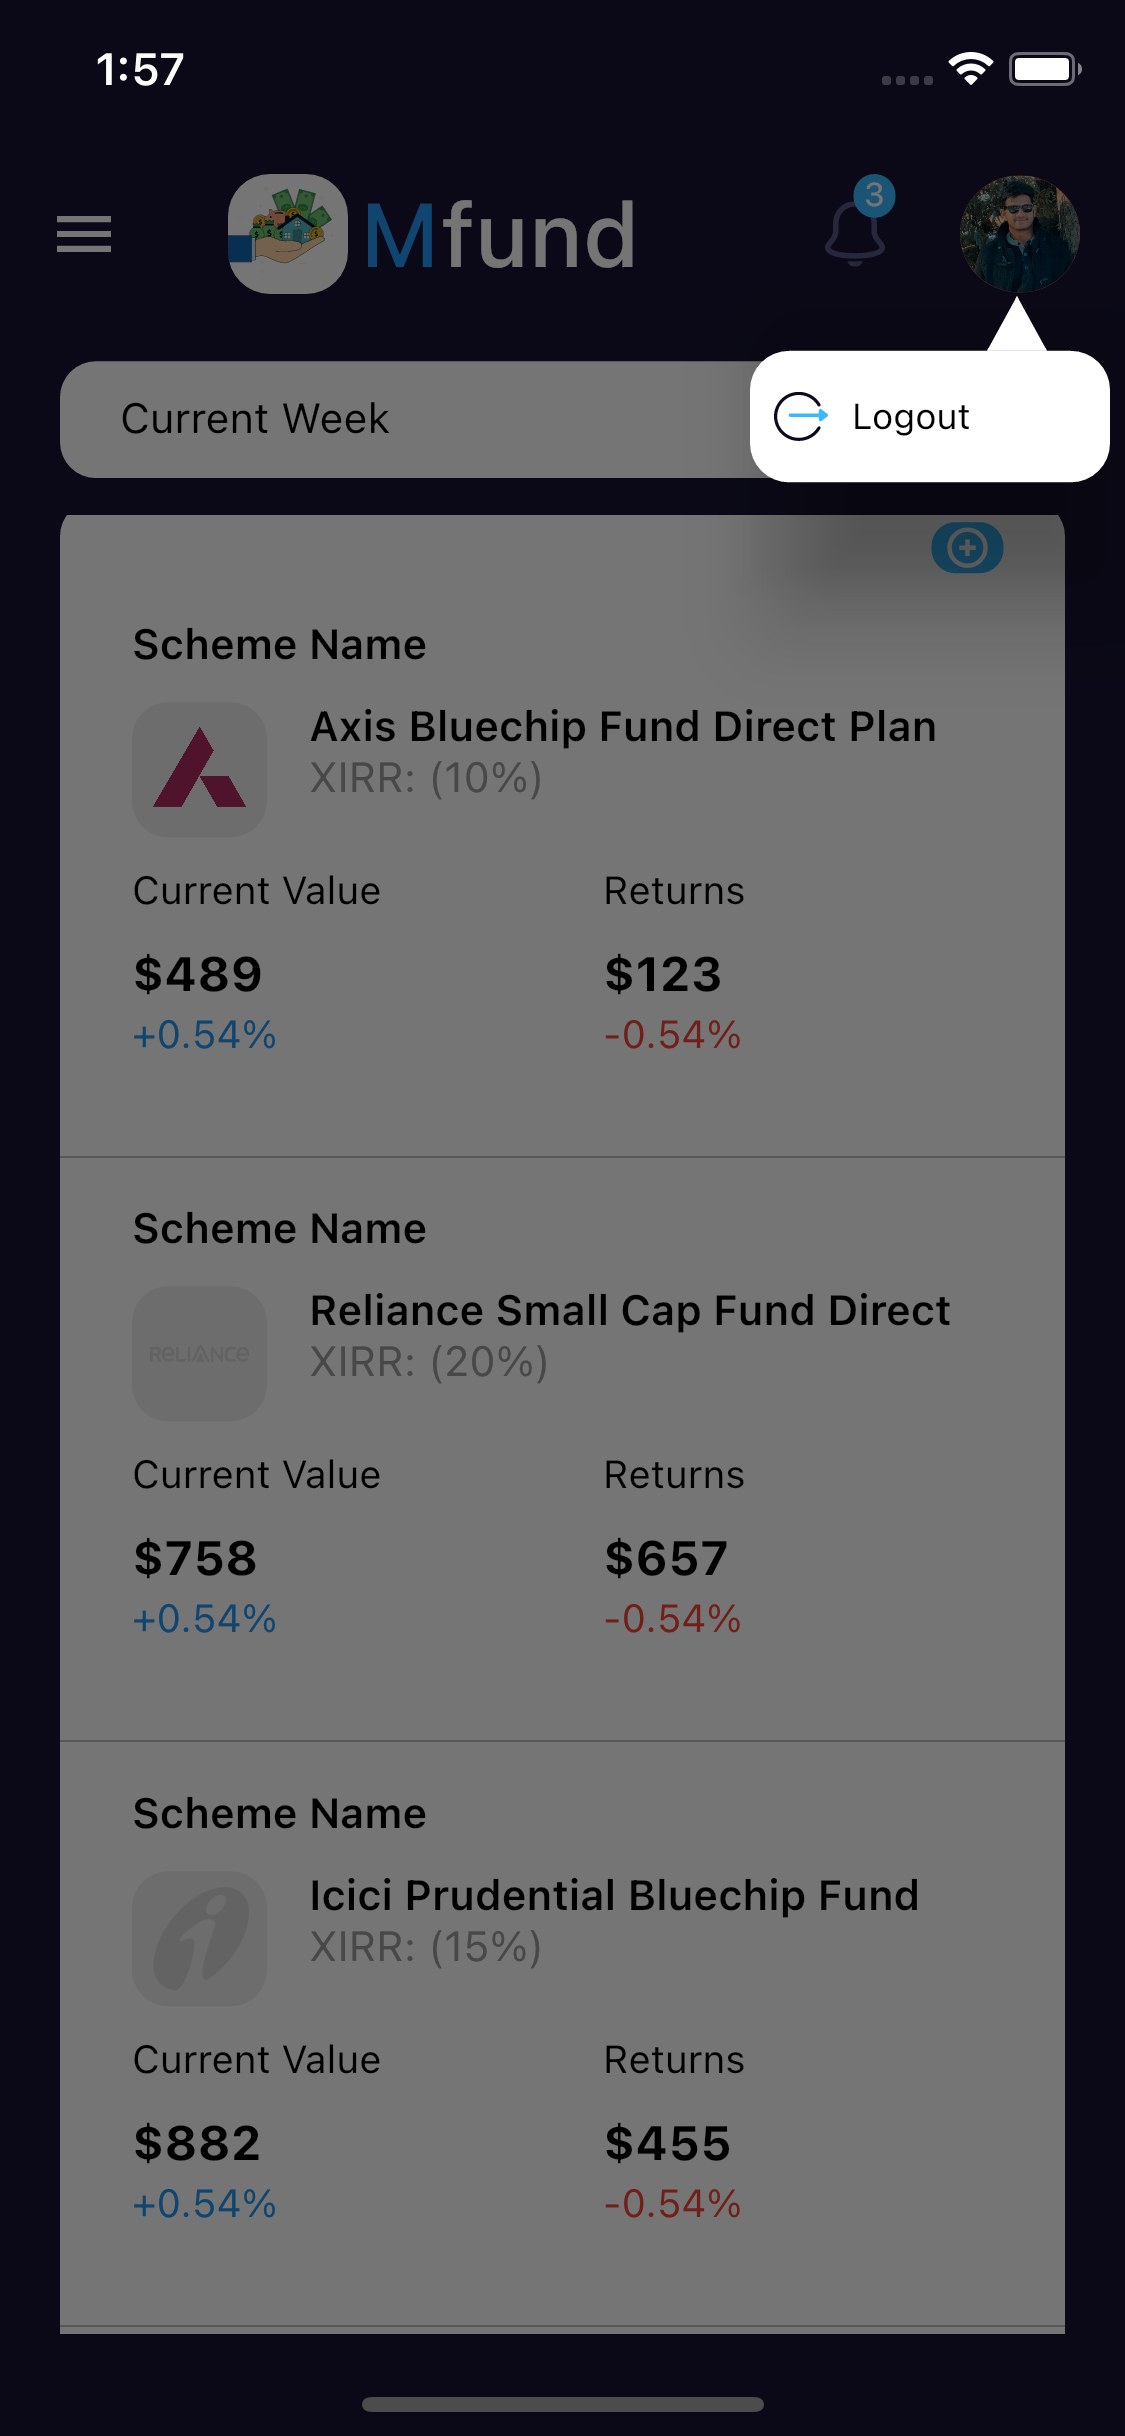 1:57
Mfund
3
Current Week
Logout
Scheme Name
Axis Bluechip Fund Direct Plan
XIRR: (10%)
Current Value Returns
$489 $123
+0.54% -0.54%
Scheme Name
RELIANCE
Reliance Small Cap Fund Direct
XIRR: (20%)
Current Value Returns
$758 $657
+0.54% -0.54%
Scheme Name
Icici Prudential Bluechip Fund
XIRR: (15%)
Current Value Returns
$882 $455
+0.54% -0.54%